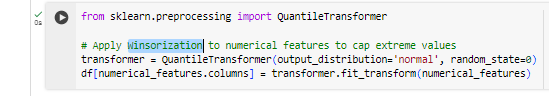 0s
from sklearn.preprocessing import QuantileTransformer
# Apply Winsorization to numerical features to cap extreme values
transformer = QuantileTransformer(output_distribution='normal', random_state=0)
df[numerical_features.columns] = transformer.fit_transform(numerical_features)